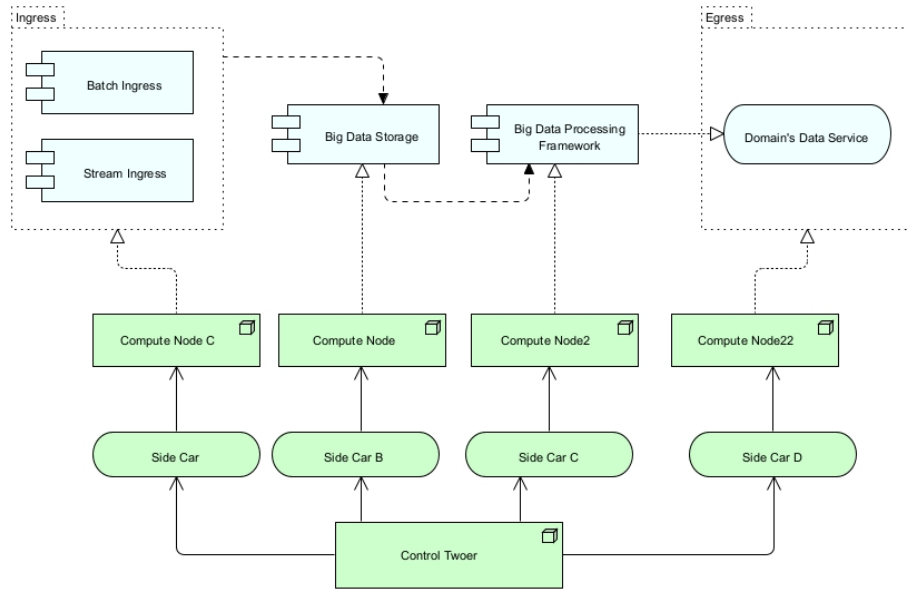 Ingress
Egress
Batch Ingress
Stream Ingress
Big Data Storage
Big Data Processing
Framework
Domain's Data Service
Compute Node C
Compute Node
Compute Node2
Compute Node22
Side Car
Side Car B
Side Car C
Side Car D
Control Twoer